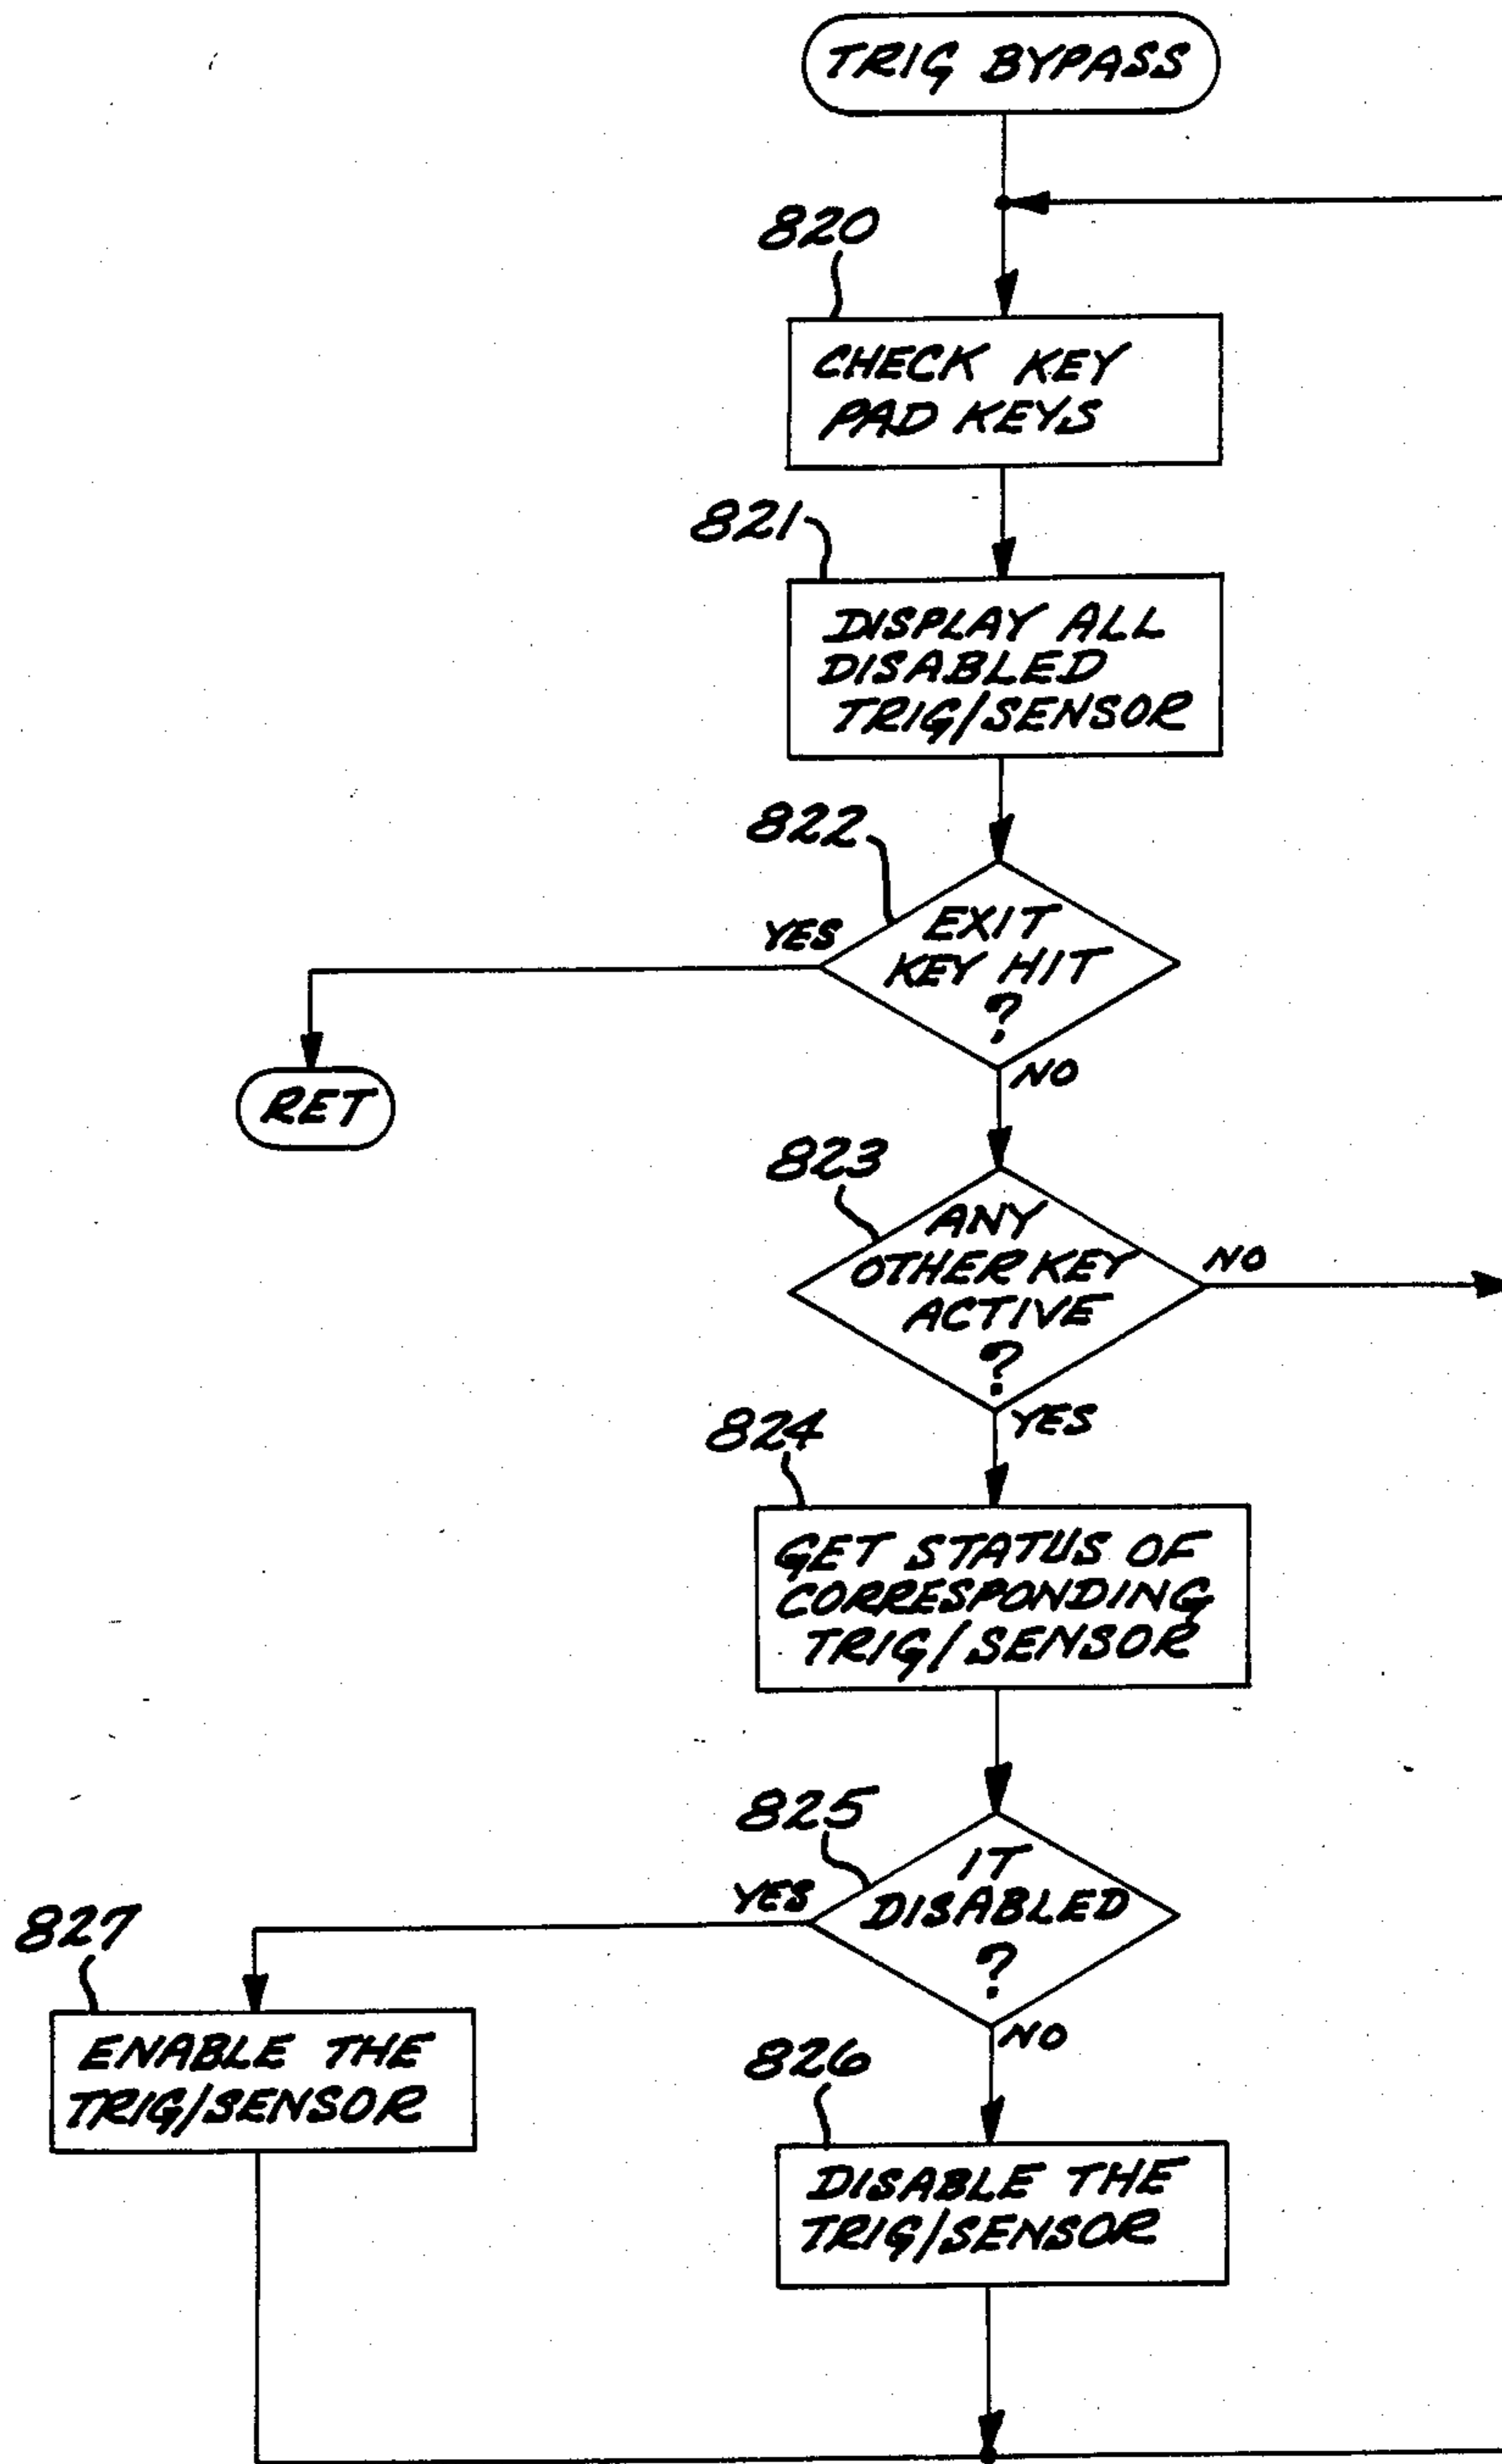 TRIG BYPASS
820
CHECK KEY
PAD KEYS
821
DISPLAY ALL
DISABLED
TRIG/SENSOR
822
YES
EXIT
KEY HIT
?
NO
RET
823
ANY
OTHER KEY
ACTIVE
?
NO
YES
824
GET STATUS OF
CORRESPONDING
TRIG/SENSOR
825
YES
IT
DISABLED
?
NO
827
ENABLE THE
TRIG/SENSOR
826
DISABLE THE
TRIG/SENSOR